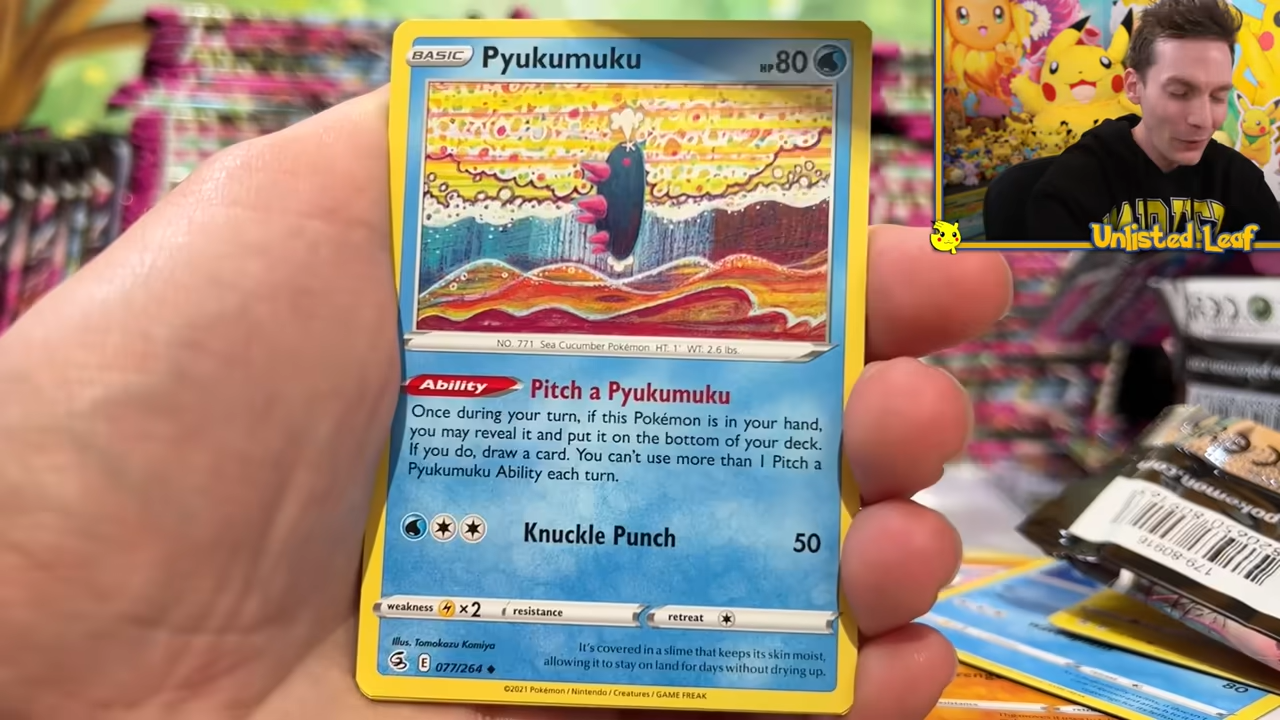 BASIC Pyukumuku HP 80
NO. 771 Sea Cucumber Pokémon HT: 1' WT: 2.6 lbs.
Ability Pitch a Pyukumuku
Once during your turn, if this Pokémon is in your hand,
you may reveal it and put it on the bottom of your deck.
If you do, draw a card. You can't use more than 1 Pitch a
Pyukumuku Ability each turn.
Knuckle Punch 50
weakness ×2 resistance retreat
Illus. Tomokazu Komiya
It's covered in a slime that keeps its skin moist,
allowing it to stay on land for days without drying up.
E 077/264
©2021 Pokémon / Nintendo / Creatures / GAME FREAK
Unlisted Leaf
179-80916
80